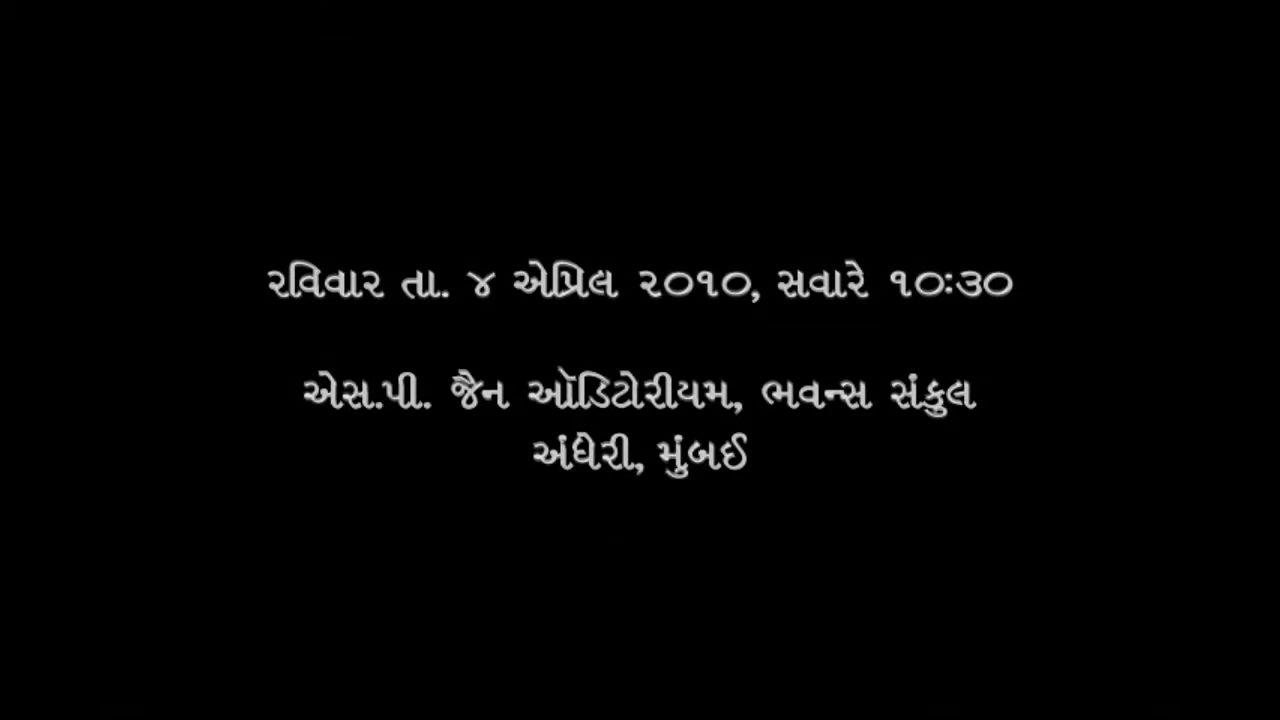 રવિવાર તા. ૪ એપ્રિલ ૨૦૧૦, સવારે ૧૦:૩૦
એસ.પી. જૈન ઑડિટોરીયમ, ભવન્સ સંકુલ
અંધેરી, મુંબઈ